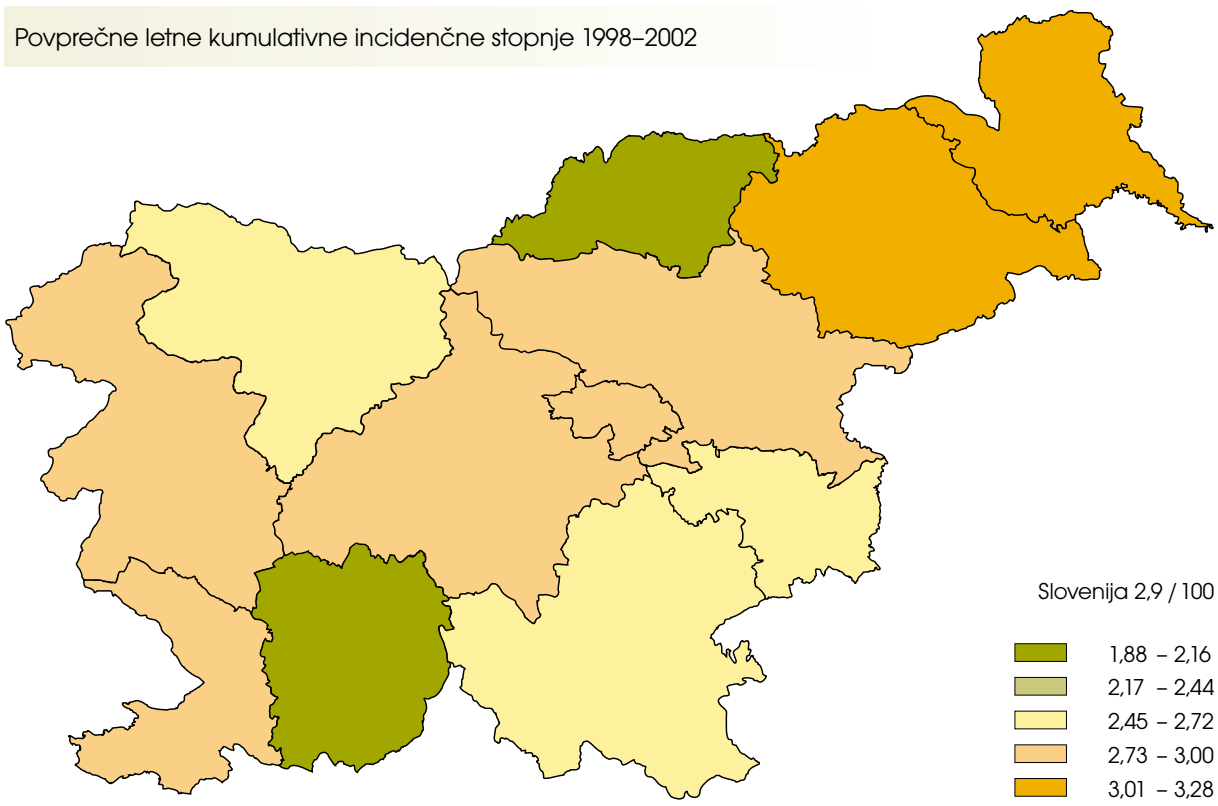 Povprečne letne kumulativne incidenčne stopnje 1998–2002
Slovenija 2,9 / 100
1,88 – 2,16
2,17 – 2,44
2,45 – 2,72
2,73 – 3,00
3,01 – 3,28